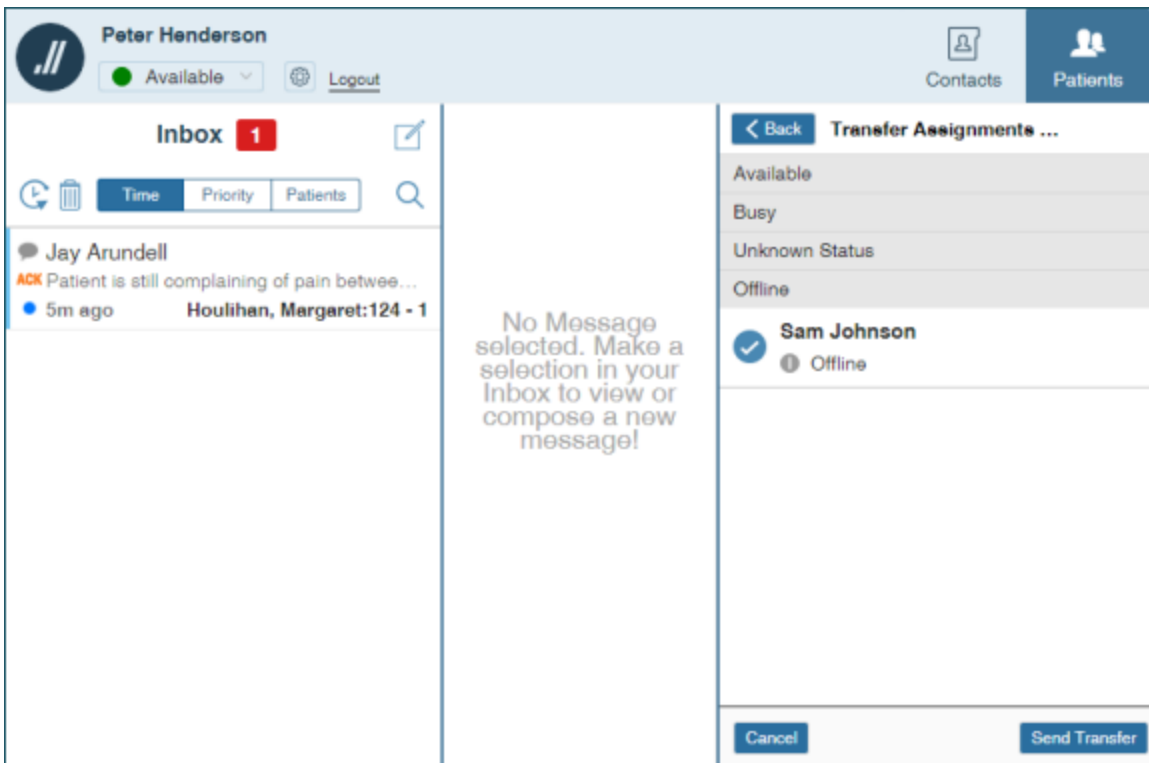 Peter Henderson
Available
Logout
Contacts
Patients
Inbox 1
Time Priority Patients
Jay Arundell
ACK Patient is still complaining of pain betwee...
5m ago Houlihan, Margaret:124 - 1
No Message
selected. Make a
selection in your
Inbox to view or
compose a new
message!
Back Transfer Assignments ...
Available
Busy
Unknown Status
Offline
Sam Johnson
Offline
Cancel Send Transfer